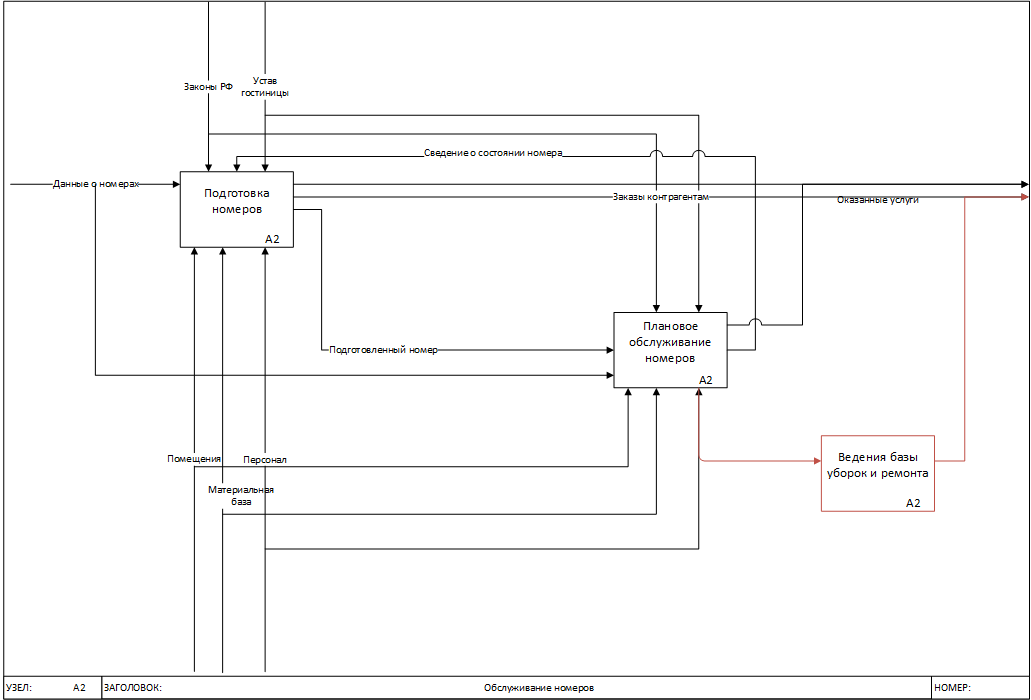 Законы РФ
Устав
гостиницы
Сведение о состоянии номера
Данные о номерах
Подготовка
номеров
A2
Заказы контрагентам
Оказанные услуги
Плановое
обслуживание
номеров
A2
Подготовленный номер
Помещения
Персонал
Материальная
база
Ведения базы
уборок и ремонта
A2
УЗЕЛ: A2 ЗАГОЛОВОК: Обслуживание номеров НОМЕР: